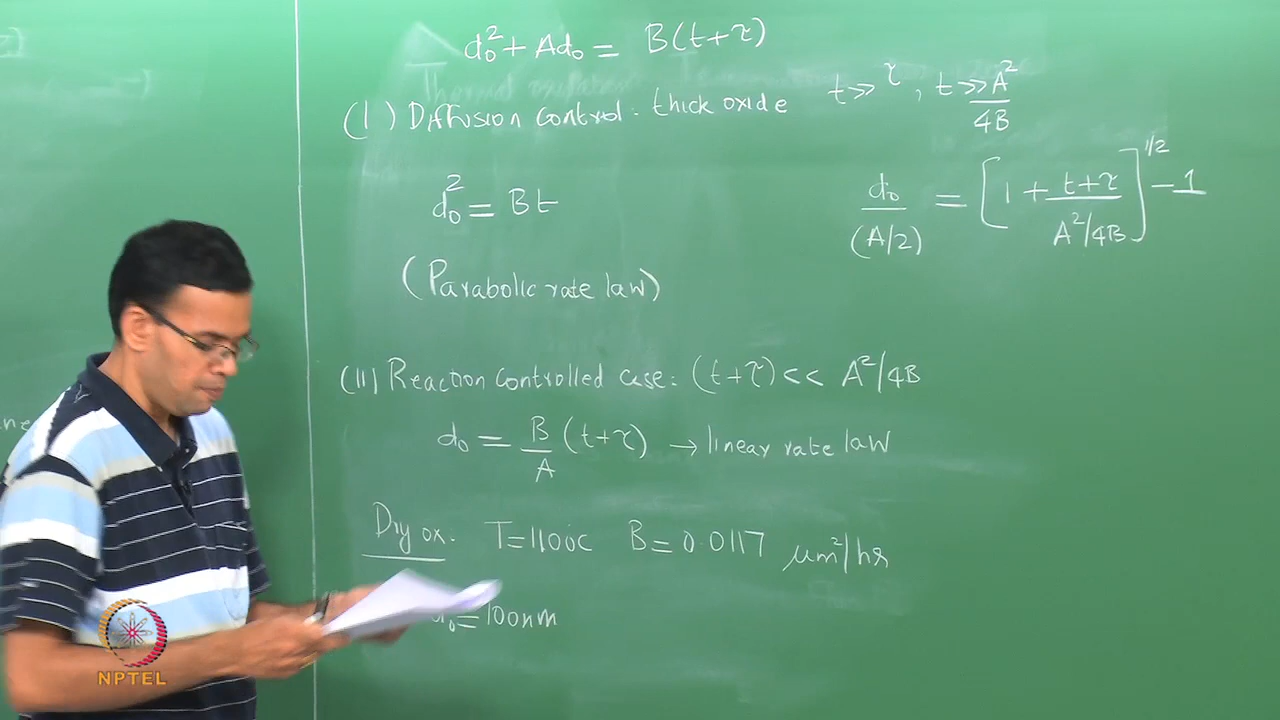 d₀² + Ad₀ = B(t+τ)
(I) Diffusion control: thick oxide t >> τ, t >> A²/4B
d₀² = Bt
d₀/(A/2) = [1 + (t+τ)/(A²/4B)]^1/2 - 1
(Parabolic rate law)
(II) Reaction controlled case: (t+τ) << A²/4B
d₀ = B/A (t+τ) → linear rate law
Dry ox. T=1100C B = 0.0117 μm²/hr
d₀ = 100nm
NPTEL